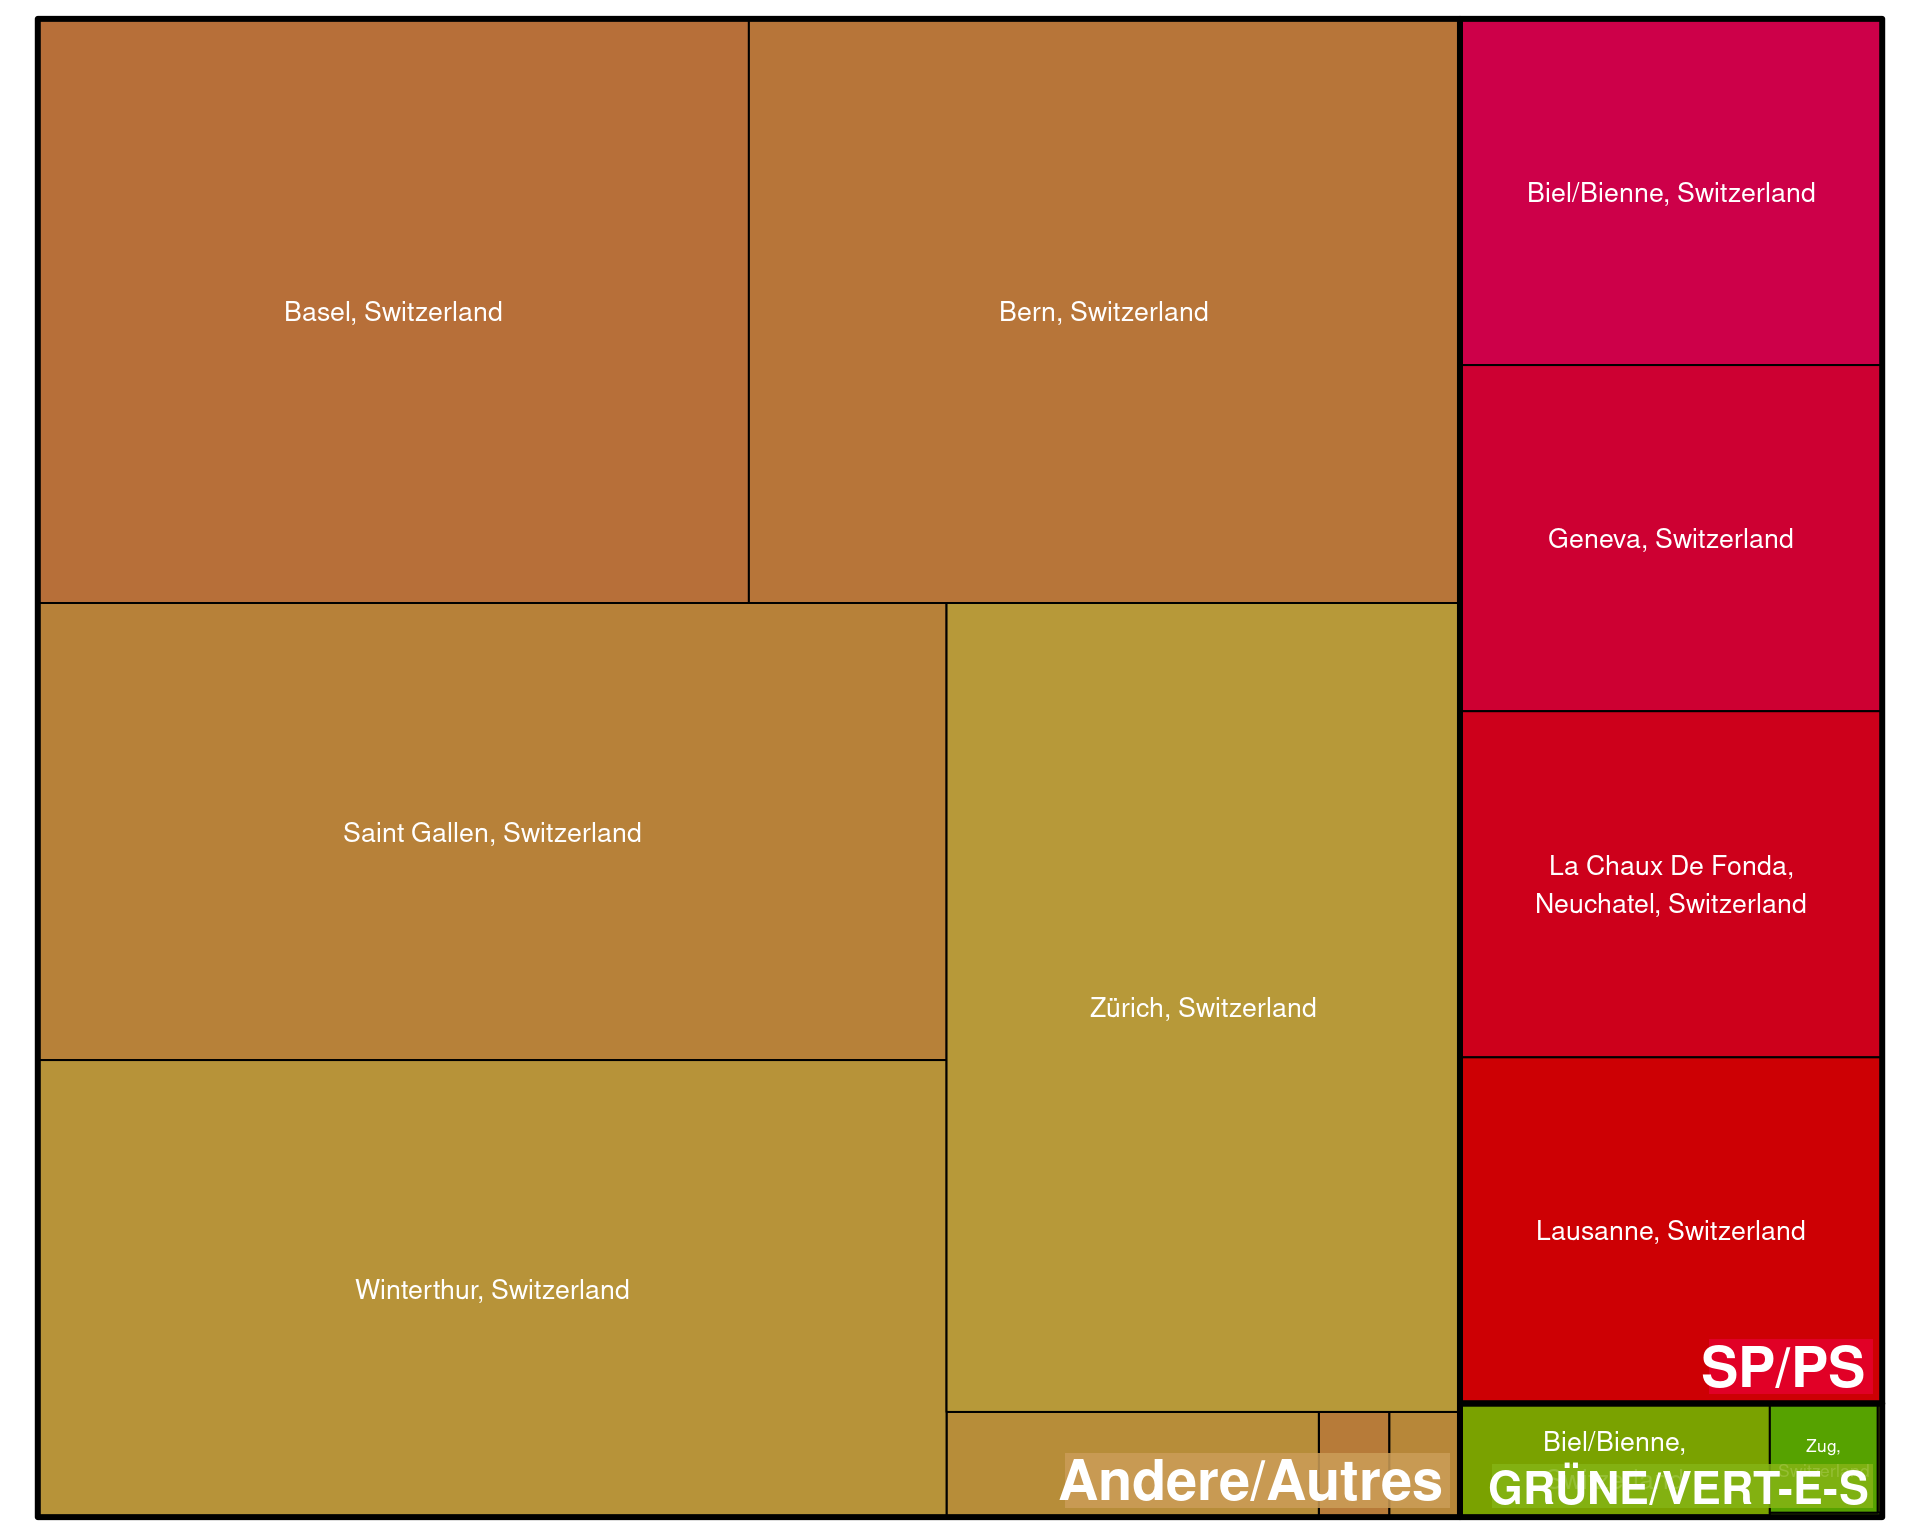 Basel, Switzerland
Bern, Switzerland
Biel/Bienne, Switzerland
Geneva, Switzerland
Saint Gallen, Switzerland
Zürich, Switzerland
La Chaux De Fonda,
Neuchatel, Switzerland
Winterthur, Switzerland
Lausanne, Switzerland
SP/PS
Andere/Autres
Biel/Bienne,
Zug,
GRÜNE/VERT-E-S